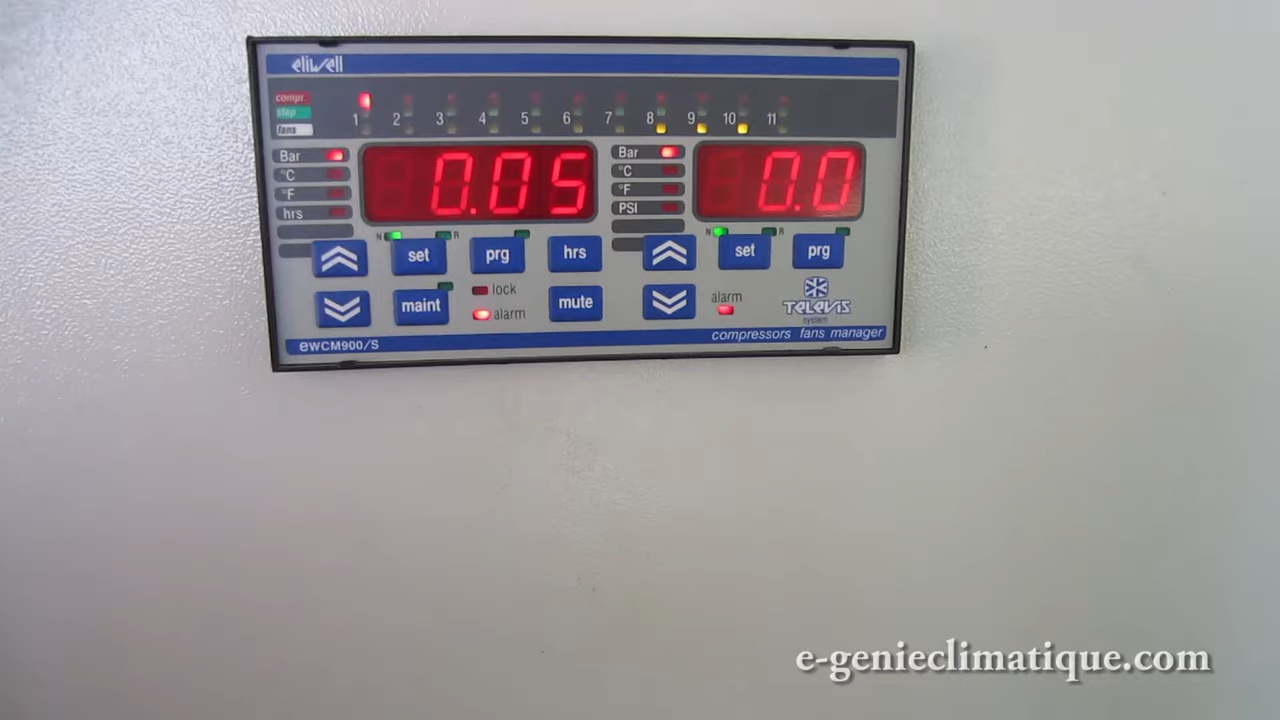 eliwell
compr.
step
fans
1 2 3 4 5 6 7 8 9 10 11
Bar
°C
°F
hrs
0.05
Bar
°C
°F
PSI
0.0
N R N R
set prg hrs set prg
maint lock mute alarm
alarm
TELEVIS
system
compressors fans manager
eWCM900/S
e-genieclimatique.com